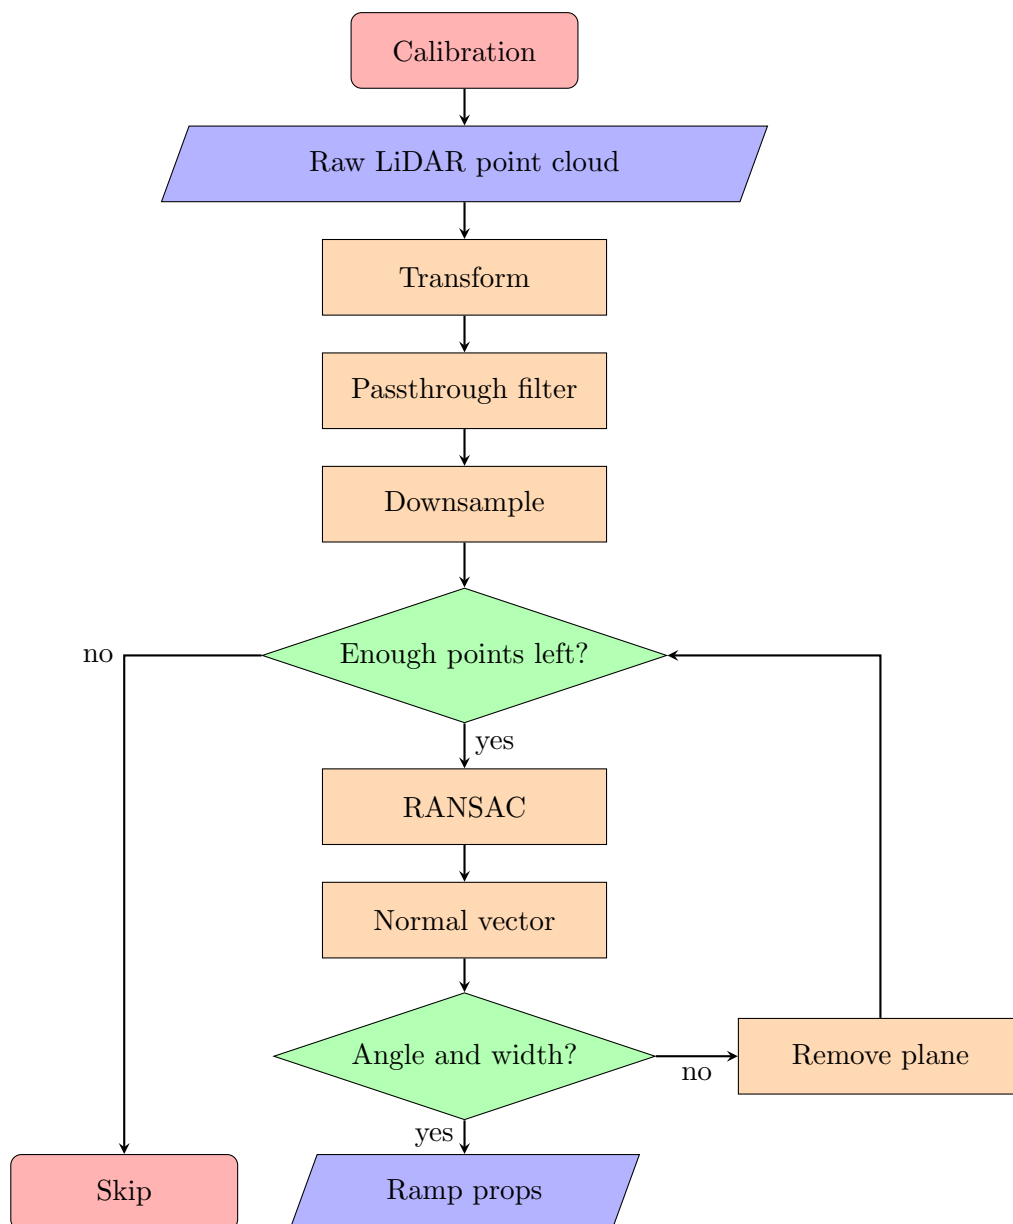 Calibration
Raw LiDAR point cloud
Transform
Passthrough filter
Downsample
no
Enough points left?
yes
RANSAC
Normal vector
Angle and width?
no
Remove plane
yes
Skip
Ramp props